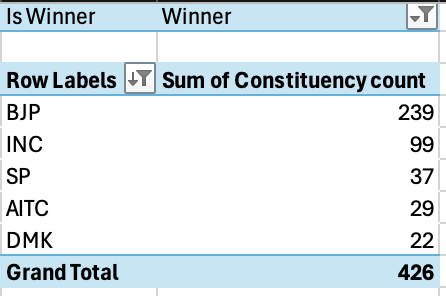 Is Winner Winner
Row Labels Sum of Constituency count
BJP 239
INC 99
SP 37
AITC 29
DMK 22
Grand Total 426